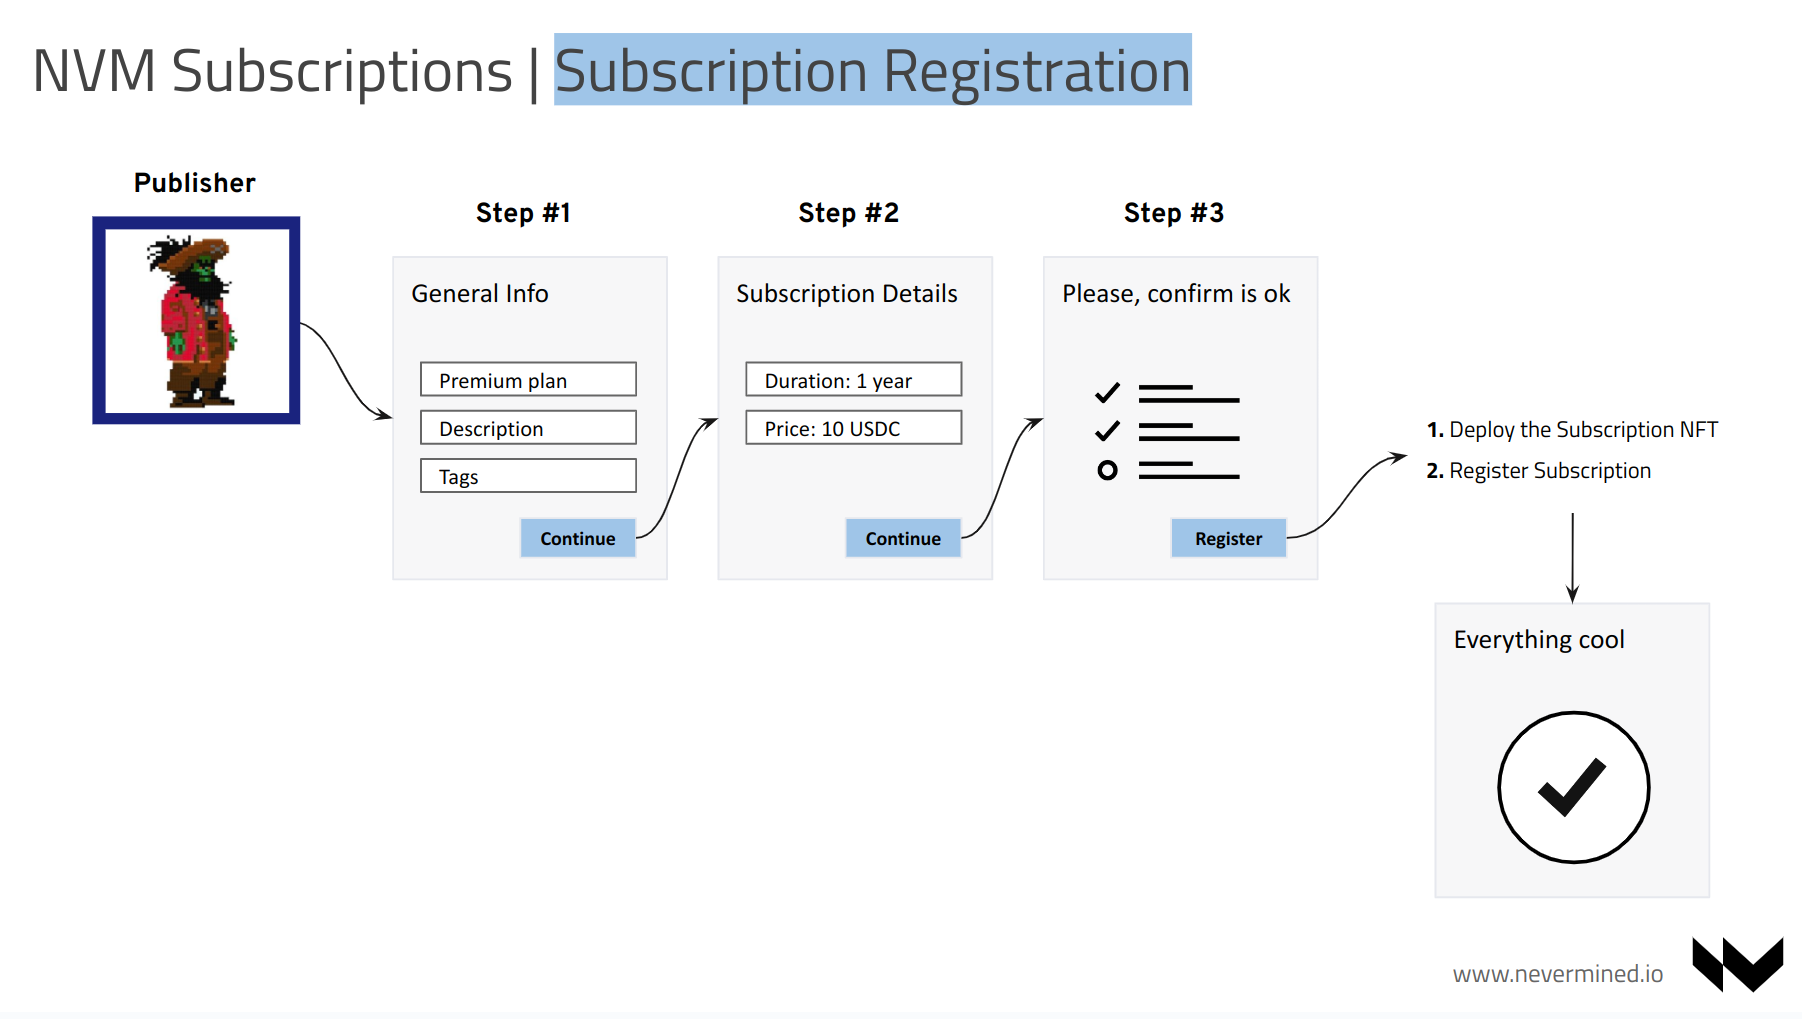 NVM Subscriptions | Subscription Registration
Publisher
Step #1
General Info
Premium plan
Description
Tags
Continue
Step #2
Subscription Details
Duration: 1 year
Price: 10 USDC
Continue
Step #3
Please, confirm is ok
Register
1. Deploy the Subscription NFT
2. Register Subscription
Everything cool
www.nevermined.io